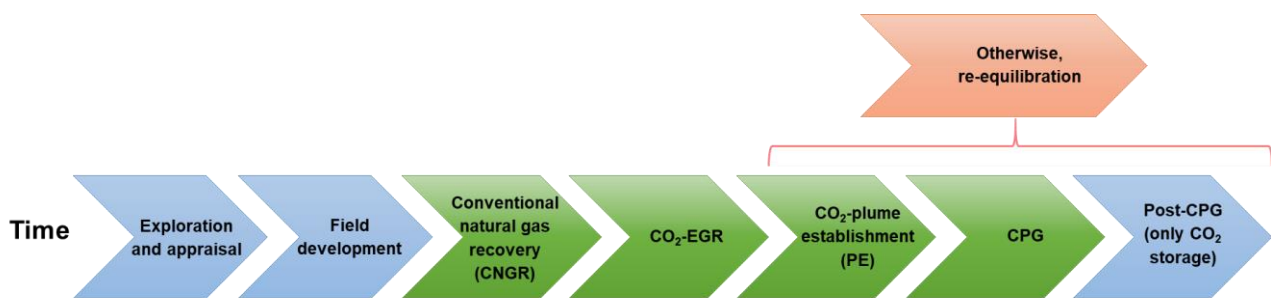 Otherwise,
re-equilibration
Time
Exploration
and appraisal
Field
development
Conventional
natural gas
recovery
(CNGR)
CO₂-EGR
CO₂-plume
establishment
(PE)
CPG
Post-CPG
(only CO₂
storage)